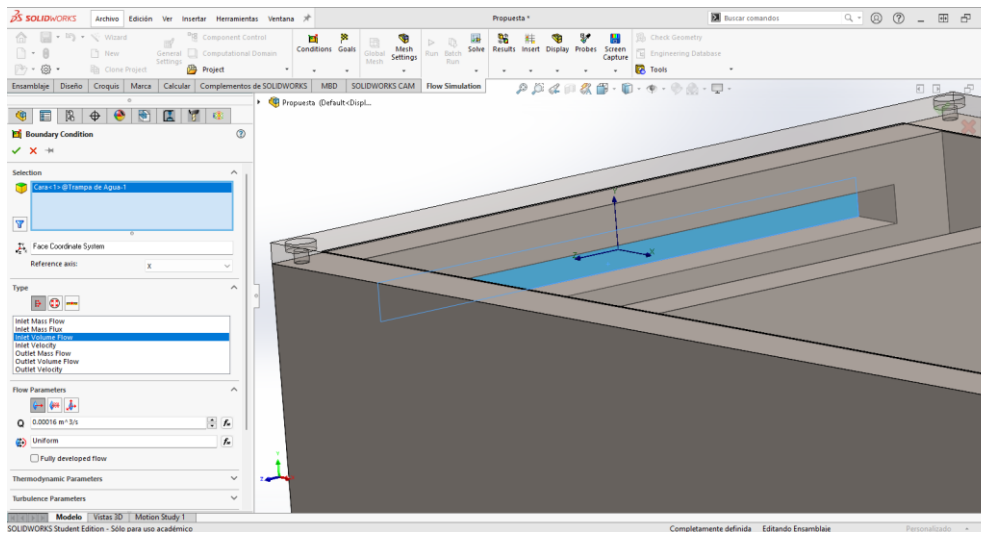 SOLIDWORKS Archivo Edición Ver Insertar Herramientas Ventana Propuesta * Buscar comandos
Wizard Component Control Check Geometry
New General Settings Computational Domain Conditions Goals Global Mesh Mesh Settings Run Batch Run Solve Results Insert Display Probes Screen Capture Engineering Database
Clone Project Project Tools
Ensamblaje Diseño Croquis Marca Calcular Complementos de SOLIDWORKS MBD SOLIDWORKS CAM Flow Simulation
Propuesta (Default<Displ...
Boundary Condition
Selection
Cara<1>@Trampa de Agua-1
Face Coordinate System
Reference axis: X
Type
Inlet Mass Flow
Inlet Mass Flux
Inlet Volume Flow
Inlet Velocity
Outlet Mass Flow
Outlet Volume Flow
Outlet Velocity
Flow Parameters
Q 0.00016 m^3/s
Uniform
Fully developed flow
Thermodynamic Parameters
Turbulence Parameters
Modelo Vistas 3D Motion Study 1
SOLIDWORKS Student Edition - Sólo para uso académico Completamente definida Editando Ensamblaje Personalizado